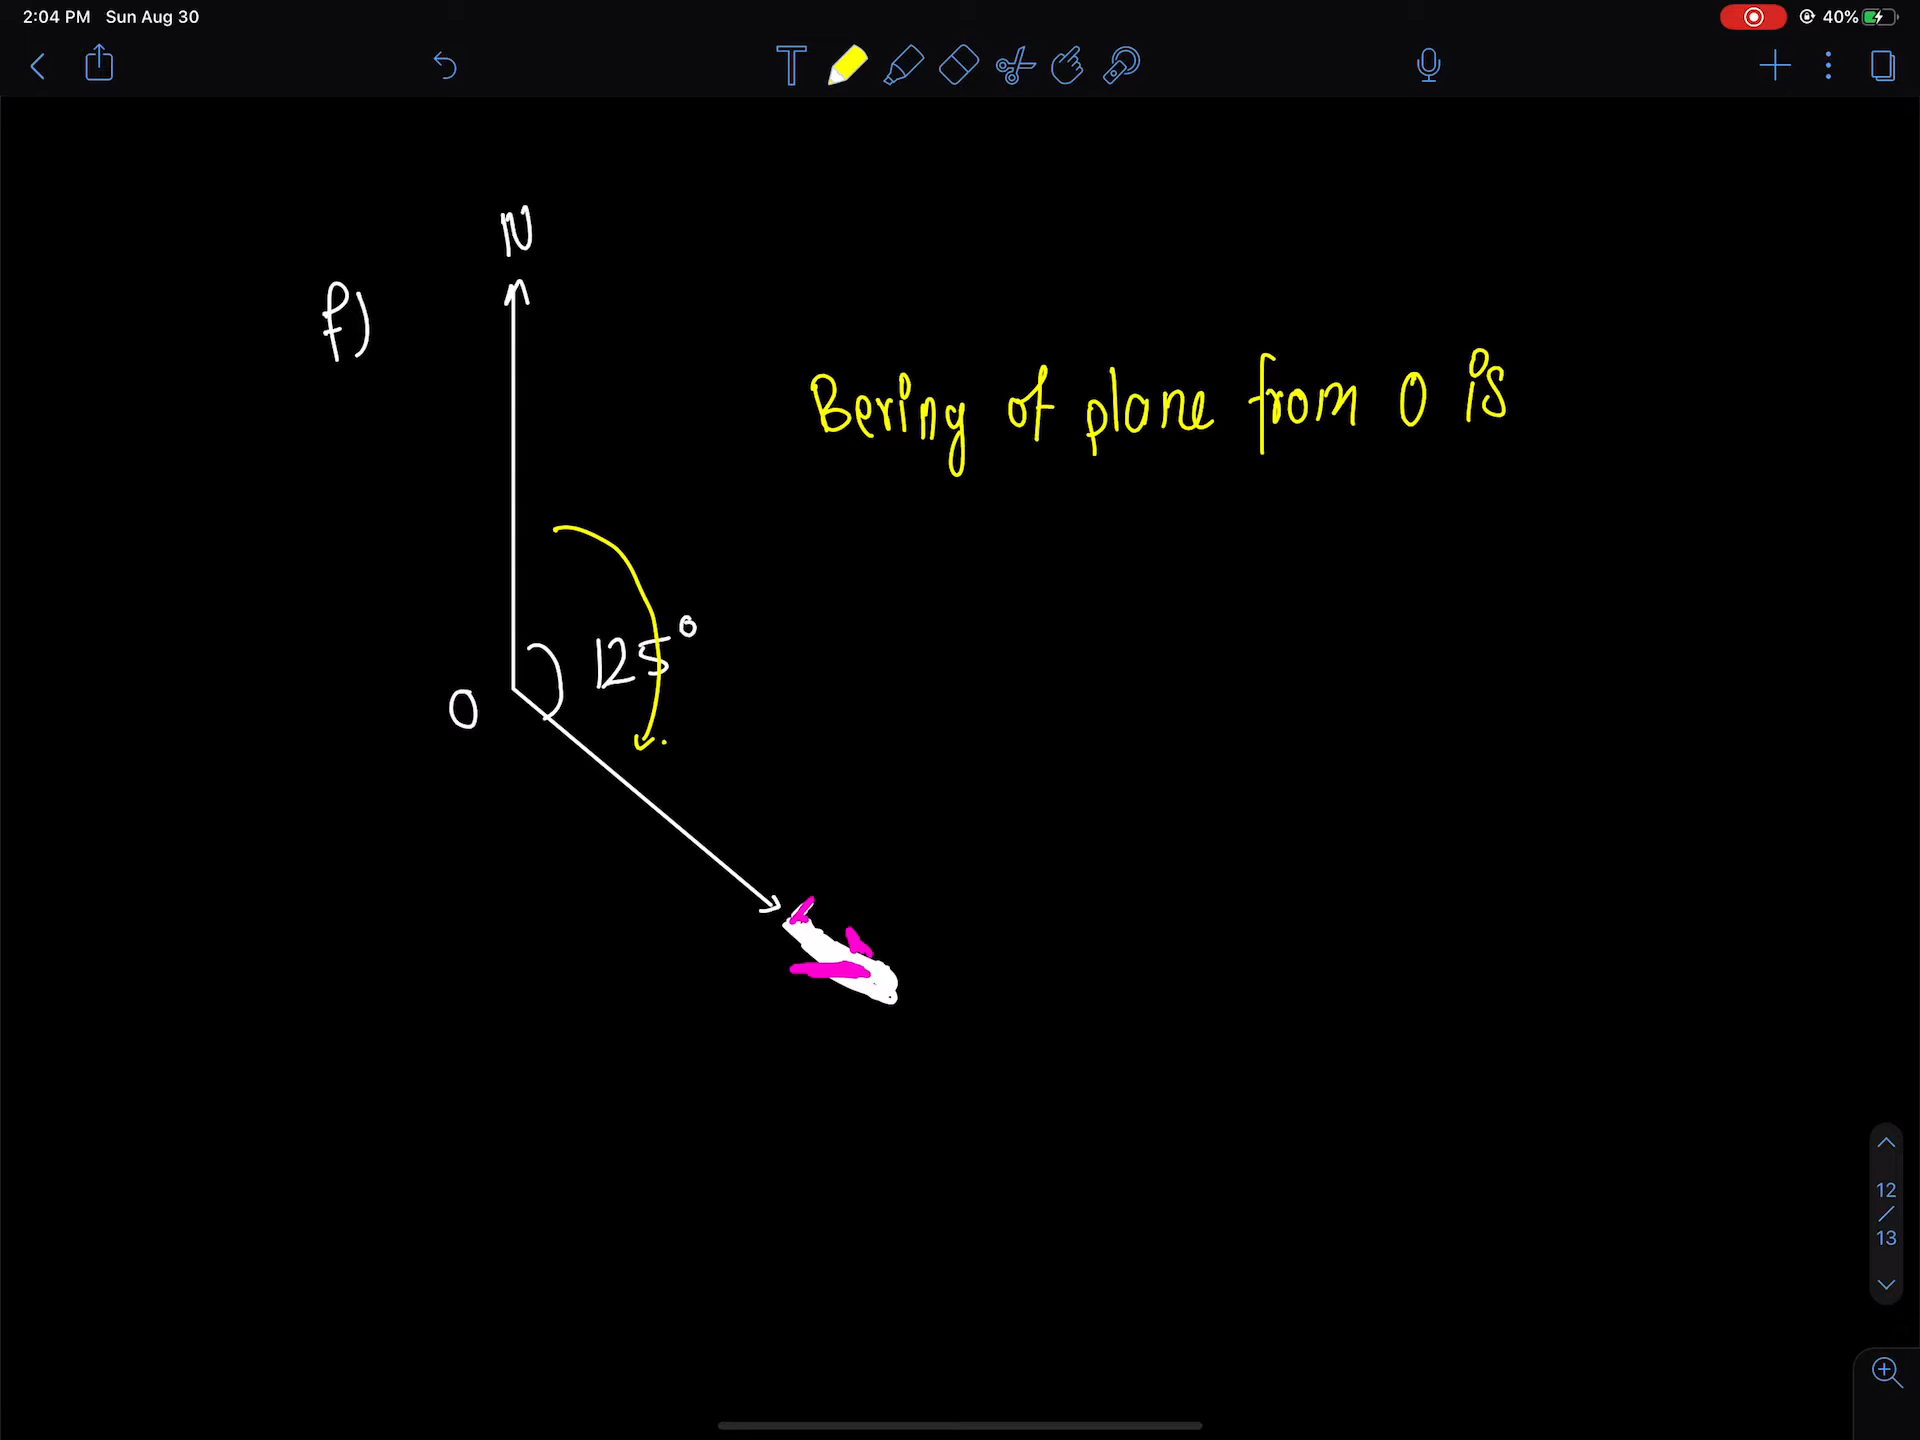 2:04 PM Sun Aug 30
40%
N
f)
Bering of plane from O is
125°
O
12
/
13